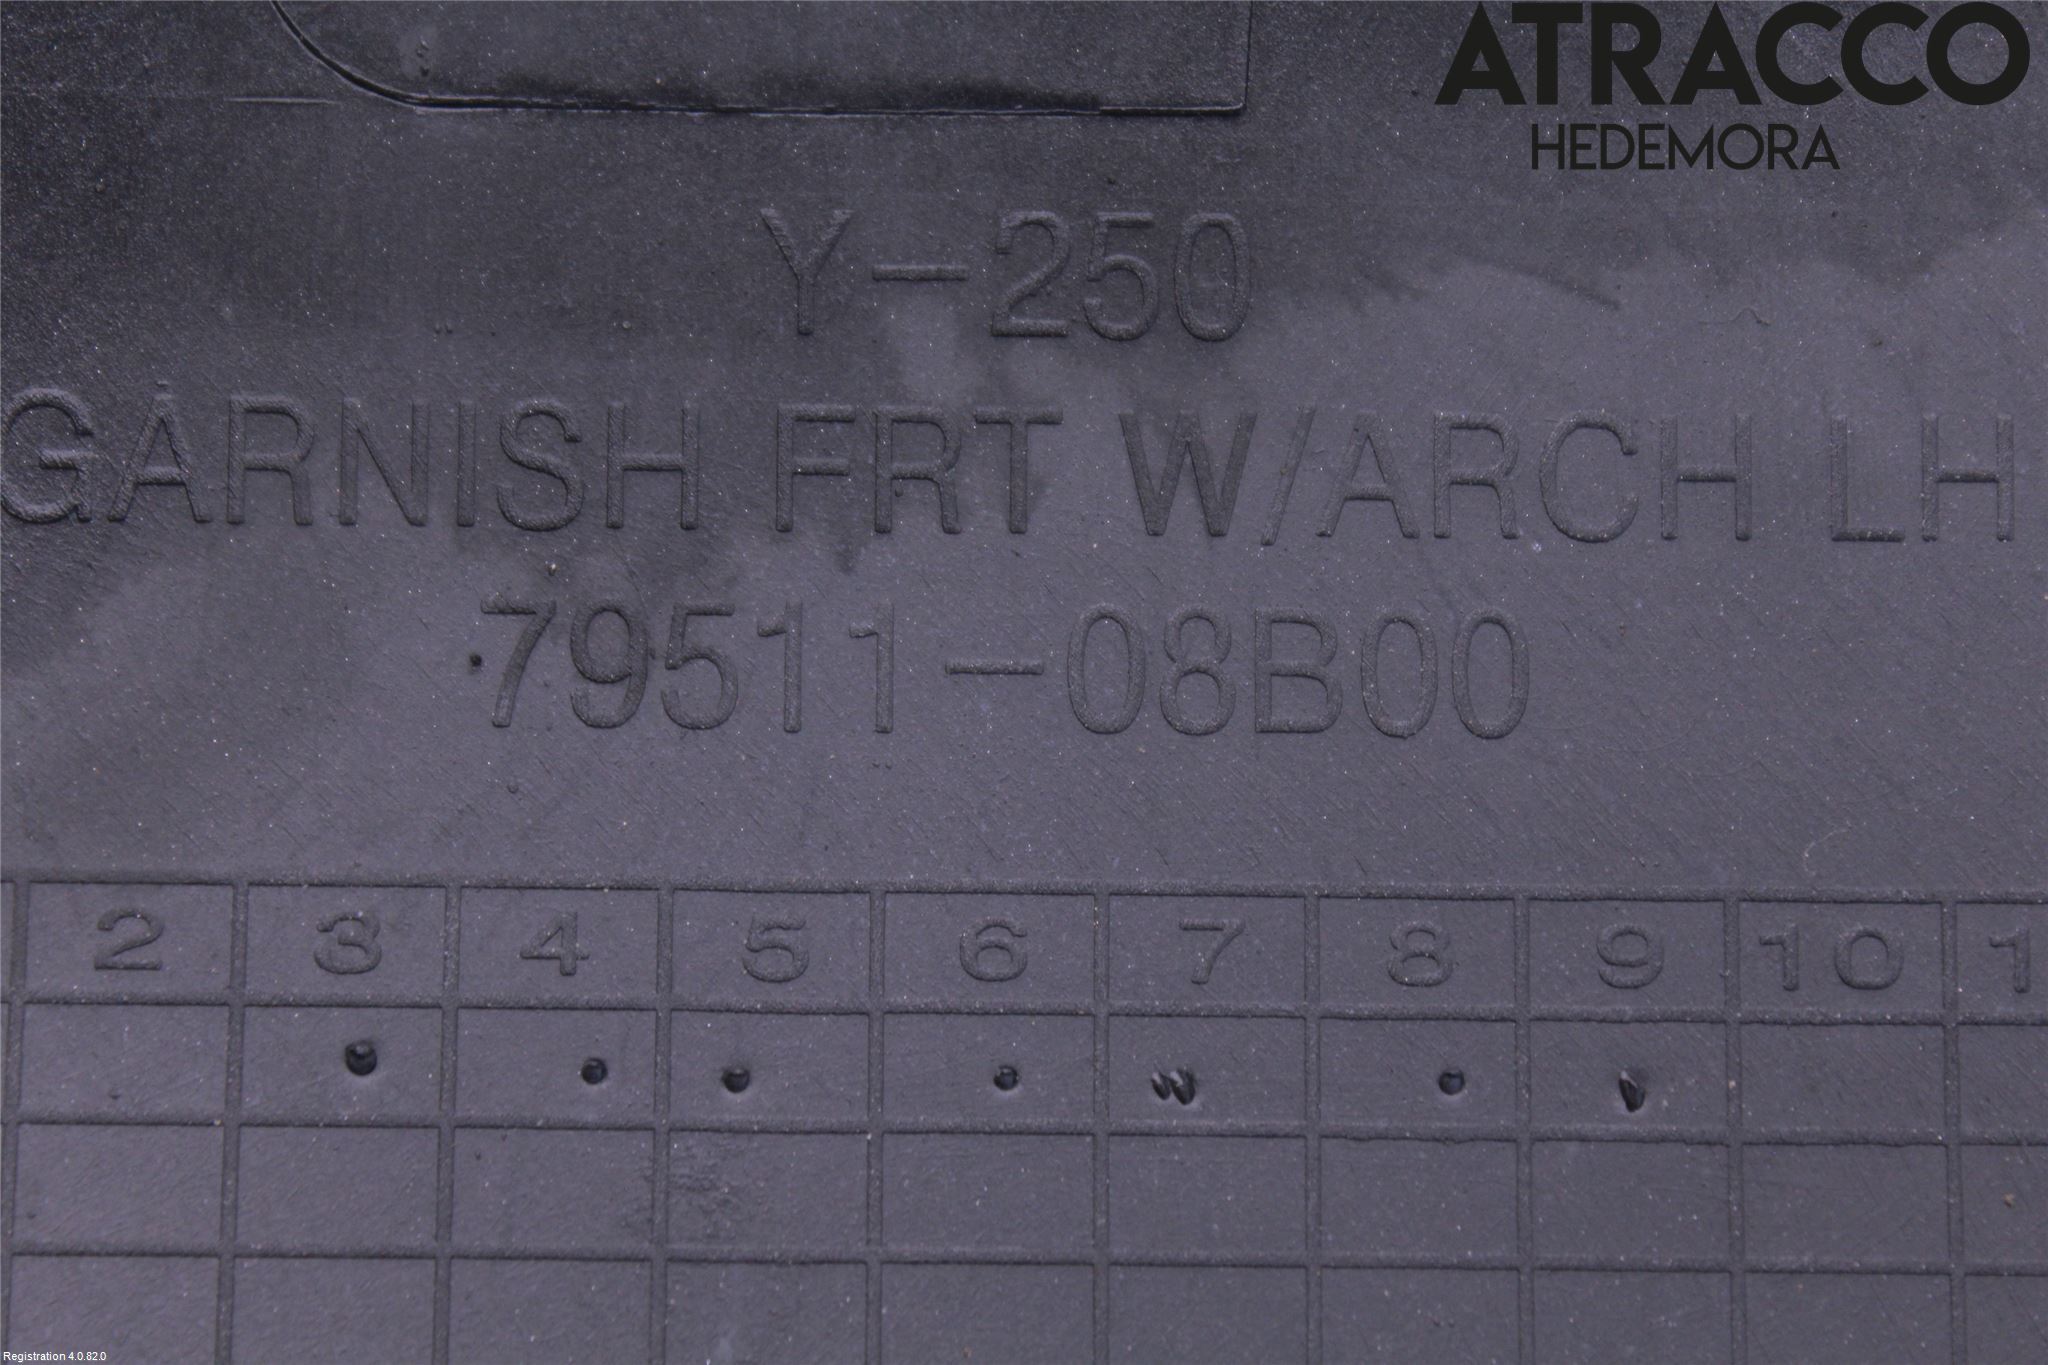 ATRACCO
HEDEMORA
Y-250
GARNISH FRT W/ARCH LH
79511-08B00
2 3 4 5 6 7 8 9 10 1
Registration 4.0.82.0